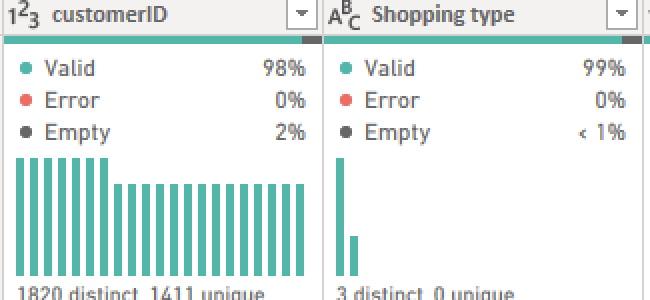 1²3 customerID
Valid 98%
Error 0%
Empty 2%
1820 distinct, 1411 unique
ABC Shopping type
Valid 99%
Error 0%
Empty < 1%
3 distinct, 0 unique